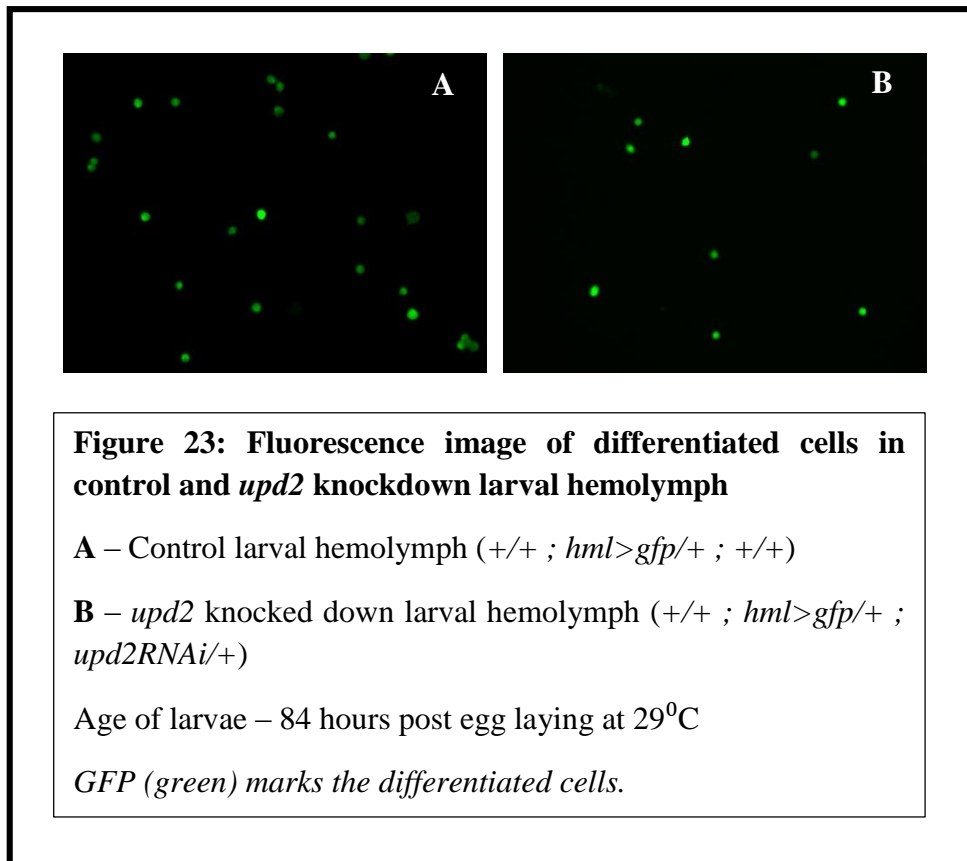 A
B
Figure 23: Fluorescence image of differentiated cells in
control and upd2 knockdown larval hemolymph
A – Control larval hemolymph (+/+ ; hml>gfp/+ ; +/+)
B – upd2 knocked down larval hemolymph (+/+ ; hml>gfp/+ ;
upd2RNAi/+)
Age of larvae – 84 hours post egg laying at 29⁰C
GFP (green) marks the differentiated cells.